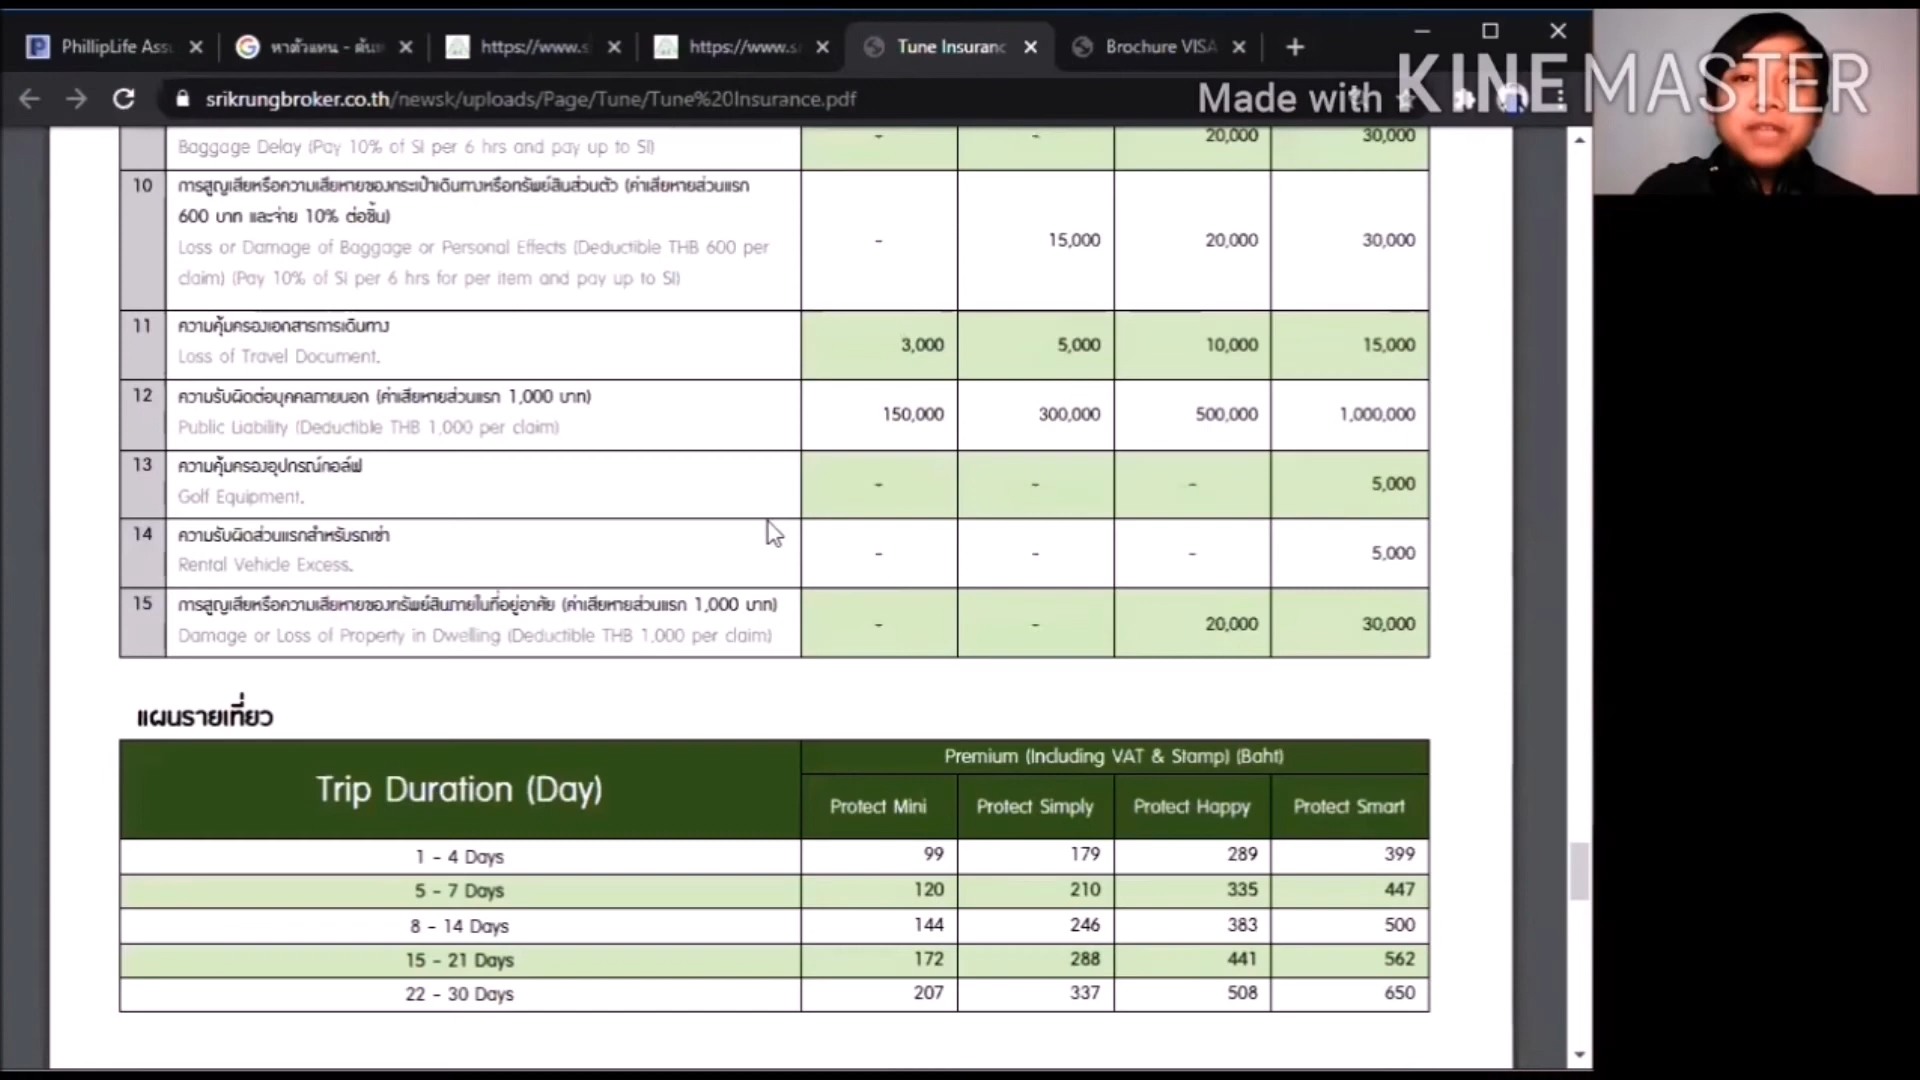 PhillipLife Ass
หาตัวแทน - ค้น
https://www.s
https://www.s
Tune Insuranc
Brochure VISA
srikrungbroker.co.th/newsk/uploads/Page/Tune/Tune%20Insurance.pdf
Made with KINEMASTER
Baggage Delay (Pay 10% of SI per 6 hrs and pay up to SI)
- - 20,000 30,000
10 การสูญเสียหรือความเสียหายของกระเป๋าเดินทางหรือทรัพย์สินส่วนตัว (ค่าเสียหายส่วนแรก
600 บาท และจ่าย 10% ต่อชิ้น)
Loss or Damage of Baggage or Personal Effects (Deductible THB 600 per
claim) (Pay 10% of SI per 6 hrs for per item and pay up to SI)
- 15,000 20,000 30,000
11 ความคุ้มครองเอกสารการเดินทาง
Loss of Travel Document.
3,000 5,000 10,000 15,000
12 ความรับผิดต่อบุคคลภายนอก (ค่าเสียหายส่วนแรก 1,000 บาท)
Public Liability (Deductible THB 1,000 per claim)
150,000 300,000 500,000 1,000,000
13 ความคุ้มครองอุปกรณ์กอล์ฟ
Golf Equipment.
- - - 5,000
14 ความรับผิดส่วนแรกสำหรับรถเช่า
Rental Vehicle Excess.
- - - 5,000
15 การสูญเสียหรือความเสียหายของทรัพย์สินภายในที่อยู่อาศัย (ค่าเสียหายส่วนแรก 1,000 บาท)
Damage or Loss of Property in Dwelling (Deductible THB 1,000 per claim)
- - 20,000 30,000
แผนรายเที่ยว
Trip Duration (Day)
Premium (Including VAT & Stamp) (Baht)
Protect Mini Protect Simply Protect Happy Protect Smart
1 - 4 Days 99 179 289 399
5 - 7 Days 120 210 335 447
8 - 14 Days 144 246 383 500
15 - 21 Days 172 288 441 562
22 - 30 Days 207 337 508 650